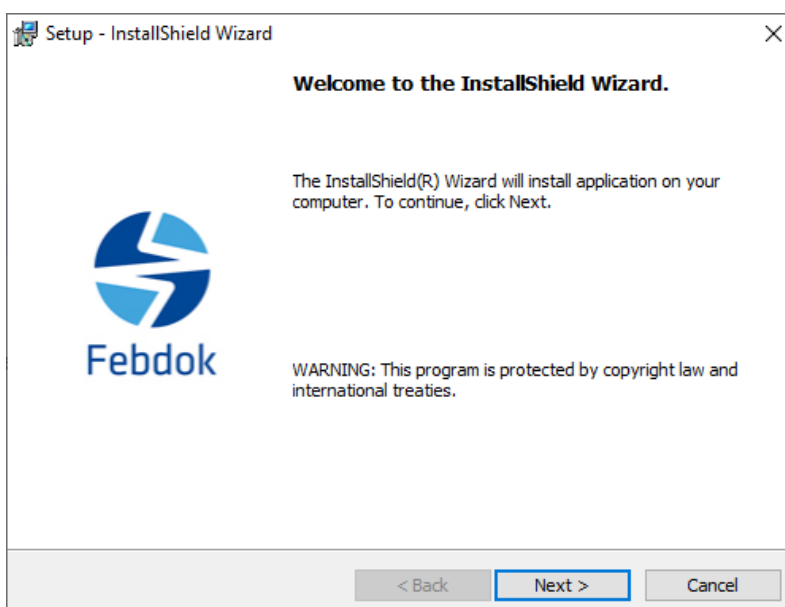 Setup - InstallShield Wizard
Welcome to the InstallShield Wizard.
The InstallShield(R) Wizard will install application on your
computer. To continue, click Next.
Febdok
WARNING: This program is protected by copyright law and
international treaties.
< Back
Next >
Cancel